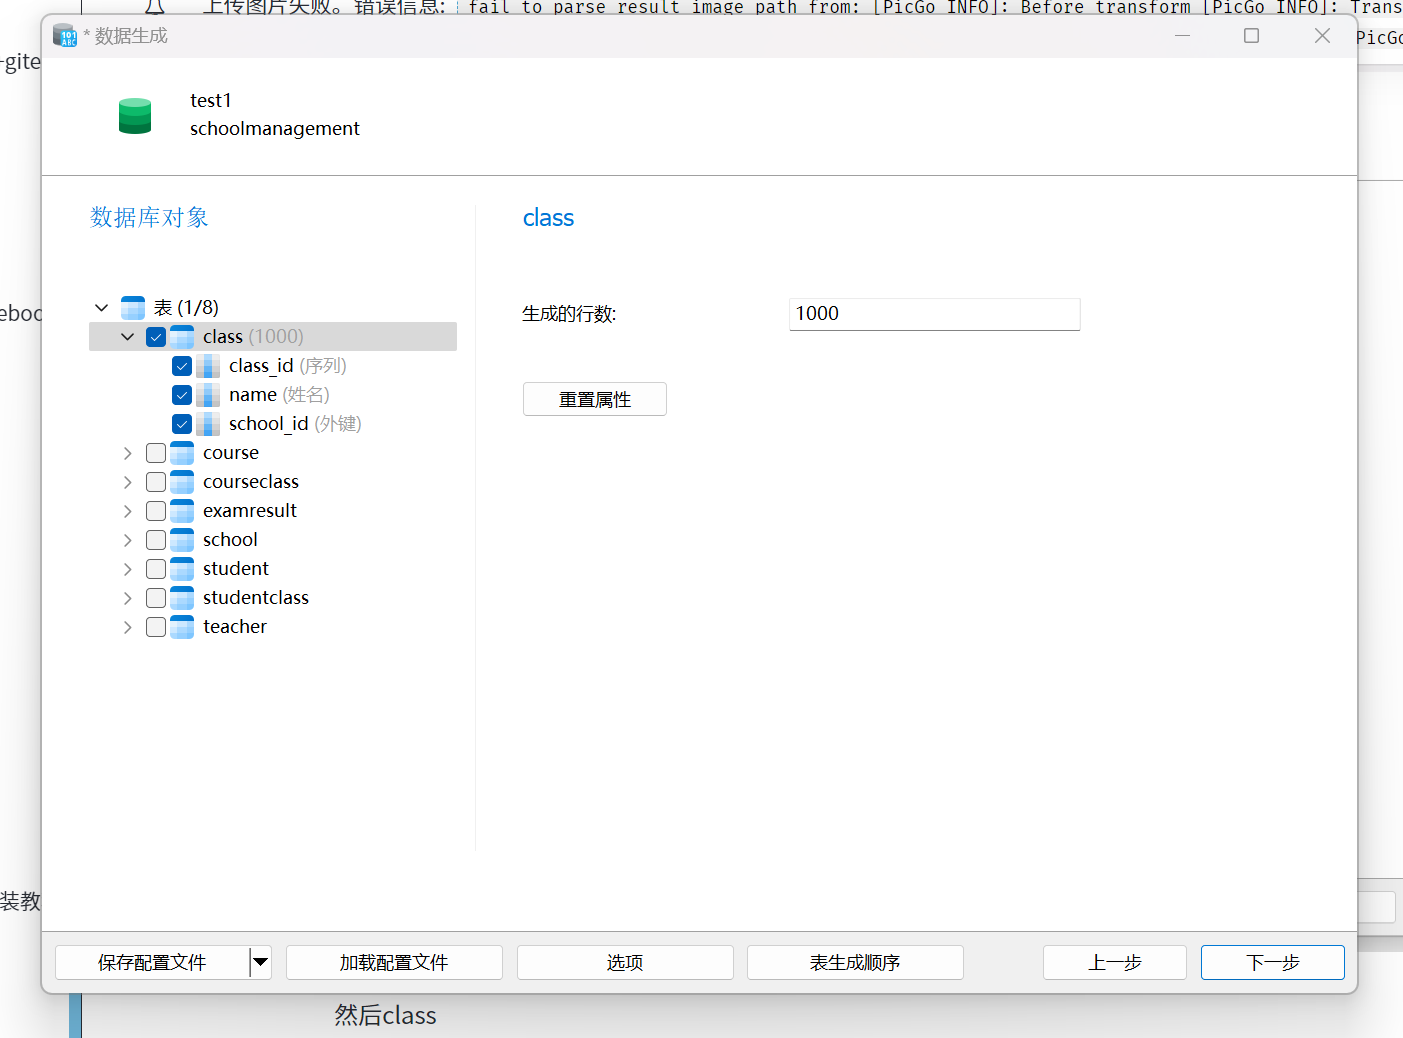 上传图片失败。错误信息: fail to parse result image path from: [PicGo INFO]: Before transform [PicGo INFO]: Trans
* 数据生成
PicGo
-gite
test1
schoolmanagement
数据库对象
class
表 (1/8)
生成的行数:
1000
class (1000)
class_id (序列)
name (姓名)
school_id (外键)
重置属性
course
courseclass
examresult
school
student
studentclass
teacher
装教
保存配置文件
加载配置文件
选项
表生成顺序
上一步
下一步
然后class